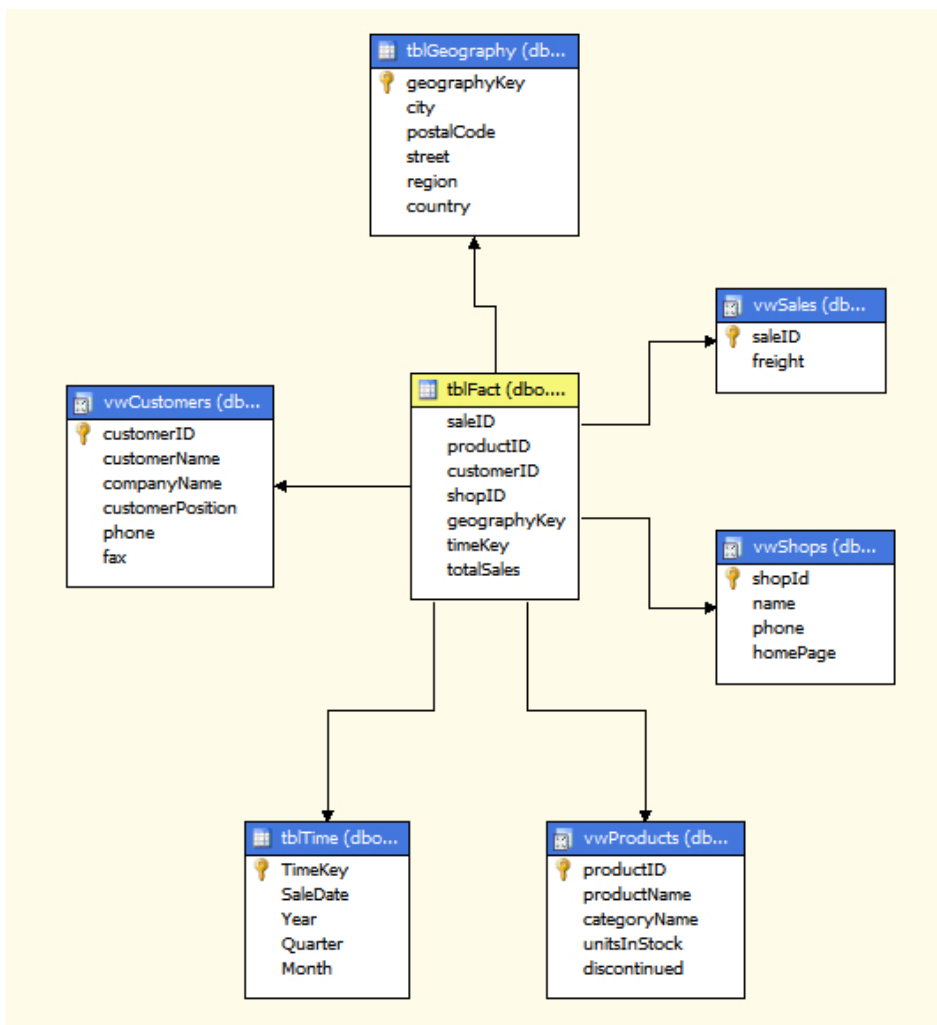 tblGeography (db...
geographyKey
city
postalCode
street
region
country
vwSales (db...
saleID
freight
tblFact (dbo....
saleID
productID
customerID
shopID
geographyKey
timeKey
totalSales
vwCustomers (db...
customerID
customerName
companyName
customerPosition
phone
fax
vwShops (db...
shopId
name
phone
homePage
tblTime (dbo...
TimeKey
SaleDate
Year
Quarter
Month
vwProducts (db...
productID
productName
categoryName
unitsInStock
discontinued